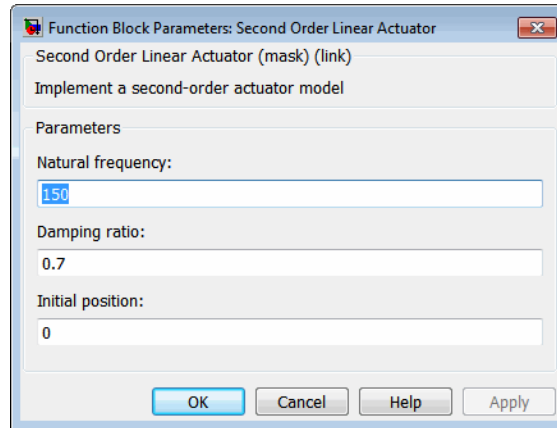 Function Block Parameters: Second Order Linear Actuator
Second Order Linear Actuator (mask) (link)
Implement a second-order actuator model
Parameters
Natural frequency:
150
Damping ratio:
0.7
Initial position:
0
OK Cancel Help Apply